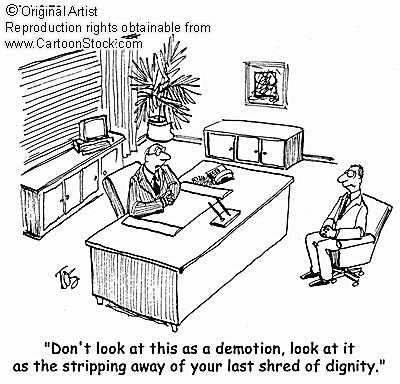 © Original Artist
Reproduction rights obtainable from
www.CartoonStock.com
"Don't look at this as a demotion, look at it
as the stripping away of your last shred of dignity."